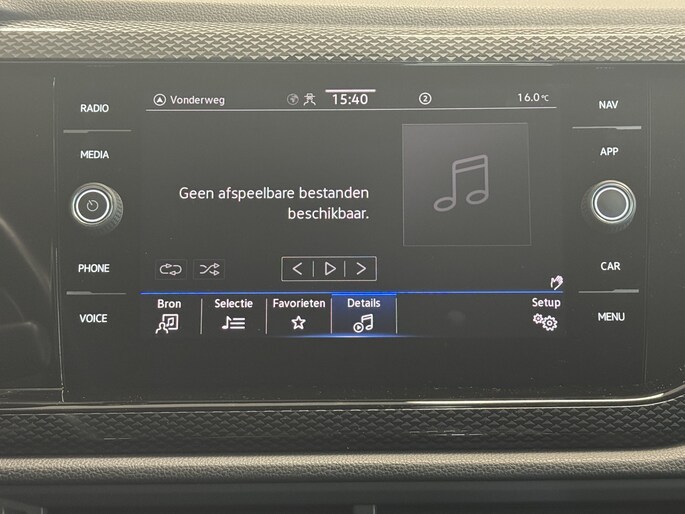 RADIO
MEDIA
PHONE
VOICE
Vonderweg
15:40
2
16.0°C
Geen afspeelbare bestanden
beschikbaar.
Bron
Selectie
Favorieten
Details
Setup
NAV
APP
CAR
MENU